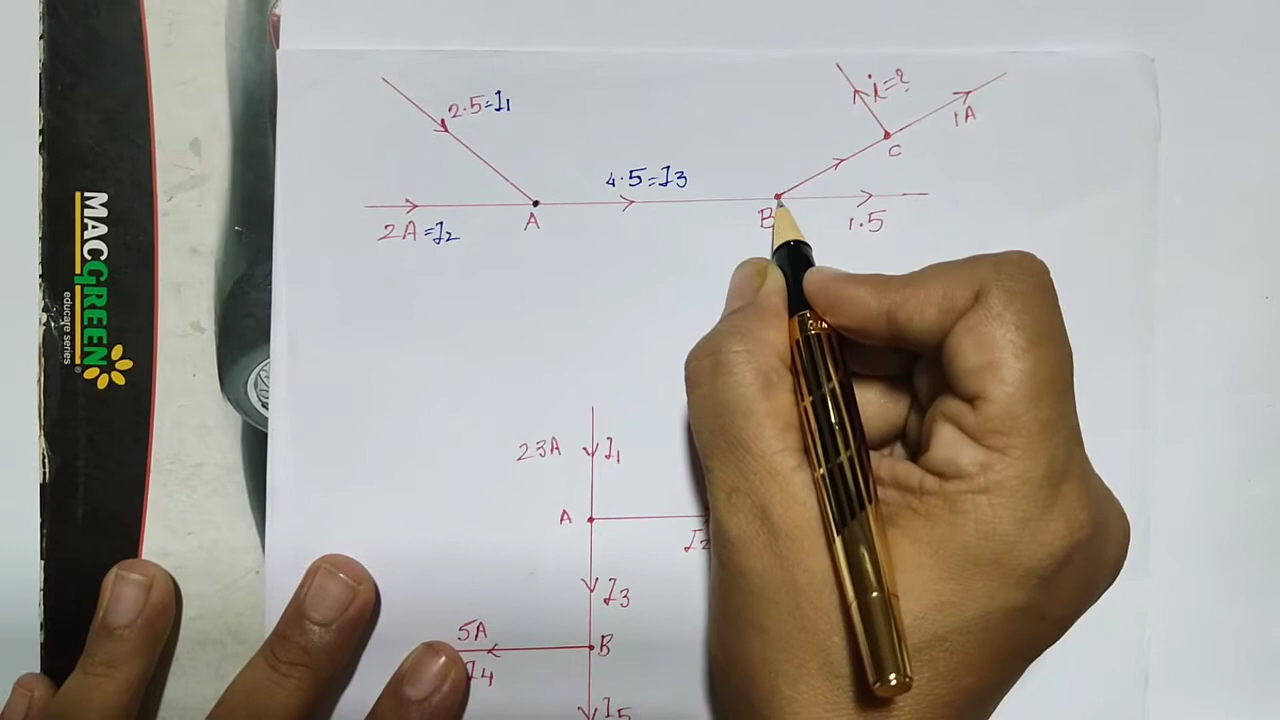 MACGREEN
educare series
2.5=I1
2A=I2
A
4.5=I3
B
1.5
C
i=?
1A
23A
I1
A
I2
I3
5A
B
I4
I5